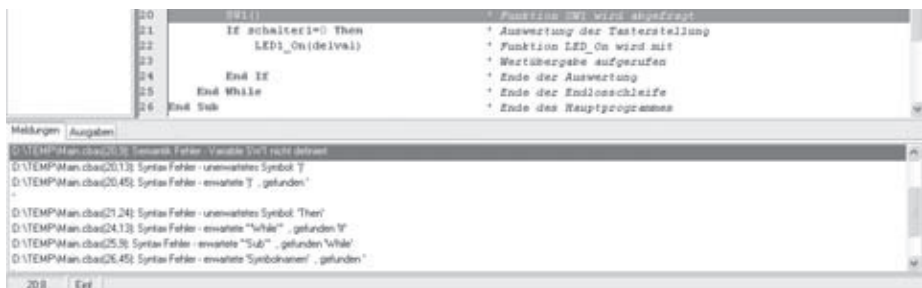 20 SW1() ' Funktion SW1 wird abgefragt
21 If schalter1=0 Then ' Auswertung der Tasterstellung
22 LED1_On(delval) ' Funktion LED_On wird mit
23 ' Wertübergabe aufgerufen
24 End If ' Ende der Auswertung
25 End While ' Ende der Endlosschleife
26 End Sub ' Ende des Hauptprogrammes
Meldungen Ausgaben
D:\TEMP\Main.cbas(20,9): Semantik Fehler - Variable SW1 nicht definiert
D:\TEMP\Main.cbas(20,13): Syntax Fehler - unerwartetes Symbol: ')'
D:\TEMP\Main.cbas(20,45): Syntax Fehler - erwartete ')' , gefunden '
'
D:\TEMP\Main.cbas(21,24): Syntax Fehler - unerwartetes Symbol: 'Then'
D:\TEMP\Main.cbas(24,13): Syntax Fehler - erwartete '"While"' , gefunden 'If'
D:\TEMP\Main.cbas(25,9): Syntax Fehler - erwartete '"Sub"' , gefunden 'While'
D:\TEMP\Main.cbas(26,45): Syntax Fehler - erwartete 'Symbolnamen' , gefunden '
20:8 Einf